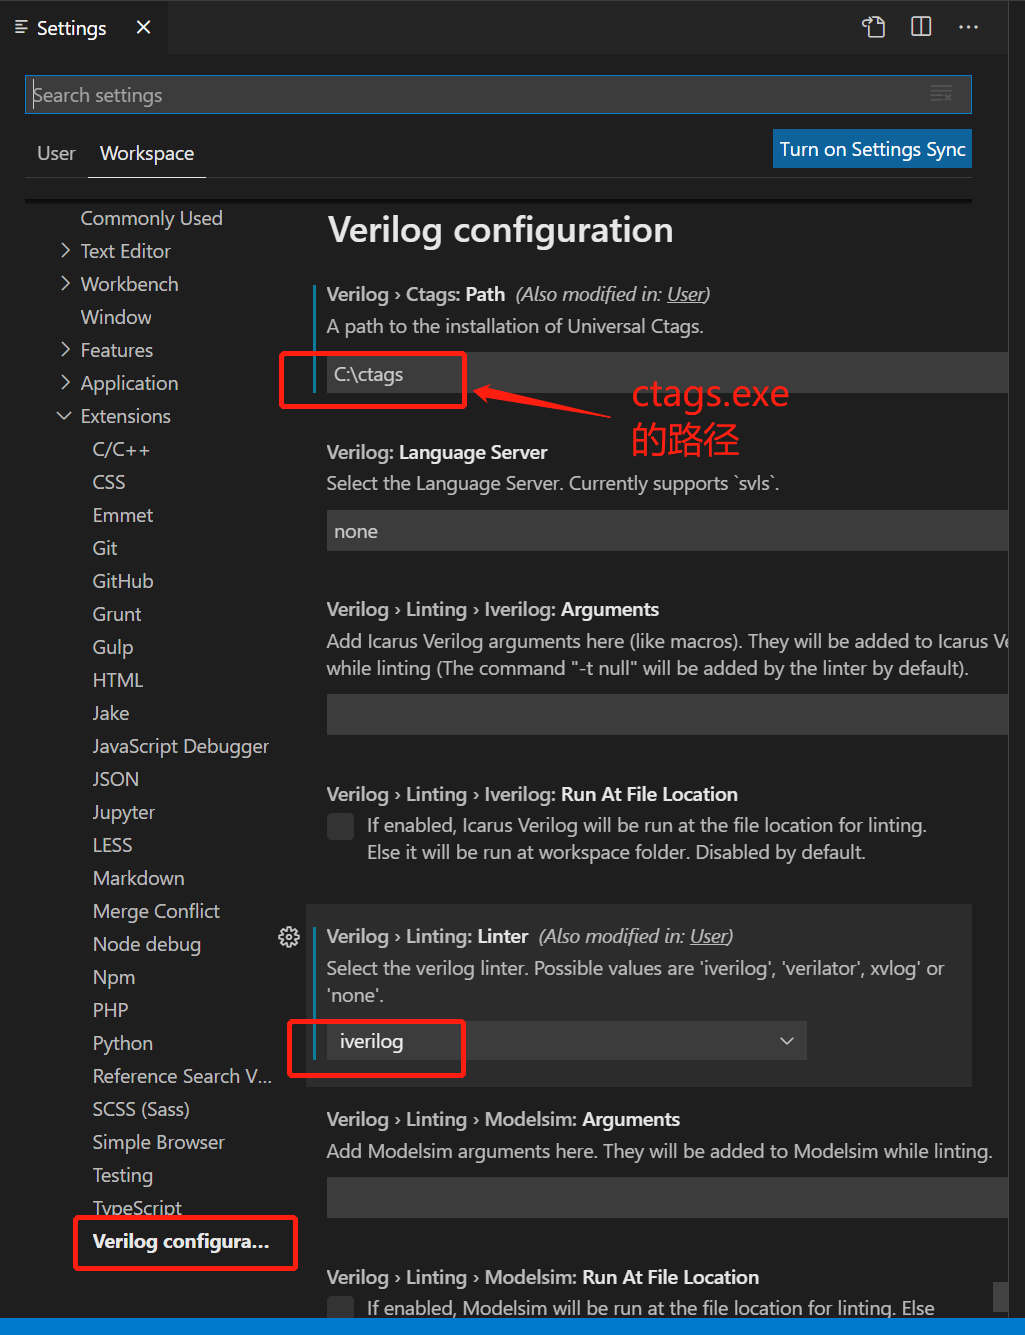 Settings
Search settings
User
Workspace
Turn on Settings Sync
Commonly Used
Text Editor
Workbench
Window
Features
Application
Extensions
C/C++
CSS
Emmet
Git
GitHub
Grunt
Gulp
HTML
Jake
JavaScript Debugger
JSON
Jupyter
LESS
Markdown
Merge Conflict
Node debug
Npm
PHP
Python
Reference Search V...
SCSS (Sass)
Simple Browser
Testing
TypeScript
Verilog configura...
Verilog configuration
Verilog › Ctags: Path (Also modified in: User)
A path to the installation of Universal Ctags.
C:\ctags
ctags.exe
的路径
Verilog: Language Server
Select the Language Server. Currently supports `svls`.
none
Verilog › Linting › Iverilog: Arguments
Add Icarus Verilog arguments here (like macros). They will be added to Icarus Ve
while linting (The command "-t null" will be added by the linter by default).
Verilog › Linting › Iverilog: Run At File Location
If enabled, Icarus Verilog will be run at the file location for linting.
Else it will be run at workspace folder. Disabled by default.
Verilog › Linting: Linter (Also modified in: User)
Select the verilog linter. Possible values are 'iverilog', 'verilator', xvlog' or
'none'.
iverilog
Verilog › Linting › Modelsim: Arguments
Add Modelsim arguments here. They will be added to Modelsim while linting.
Verilog › Linting › Modelsim: Run At File Location
If enabled, Modelsim will be run at the file location for linting. Else